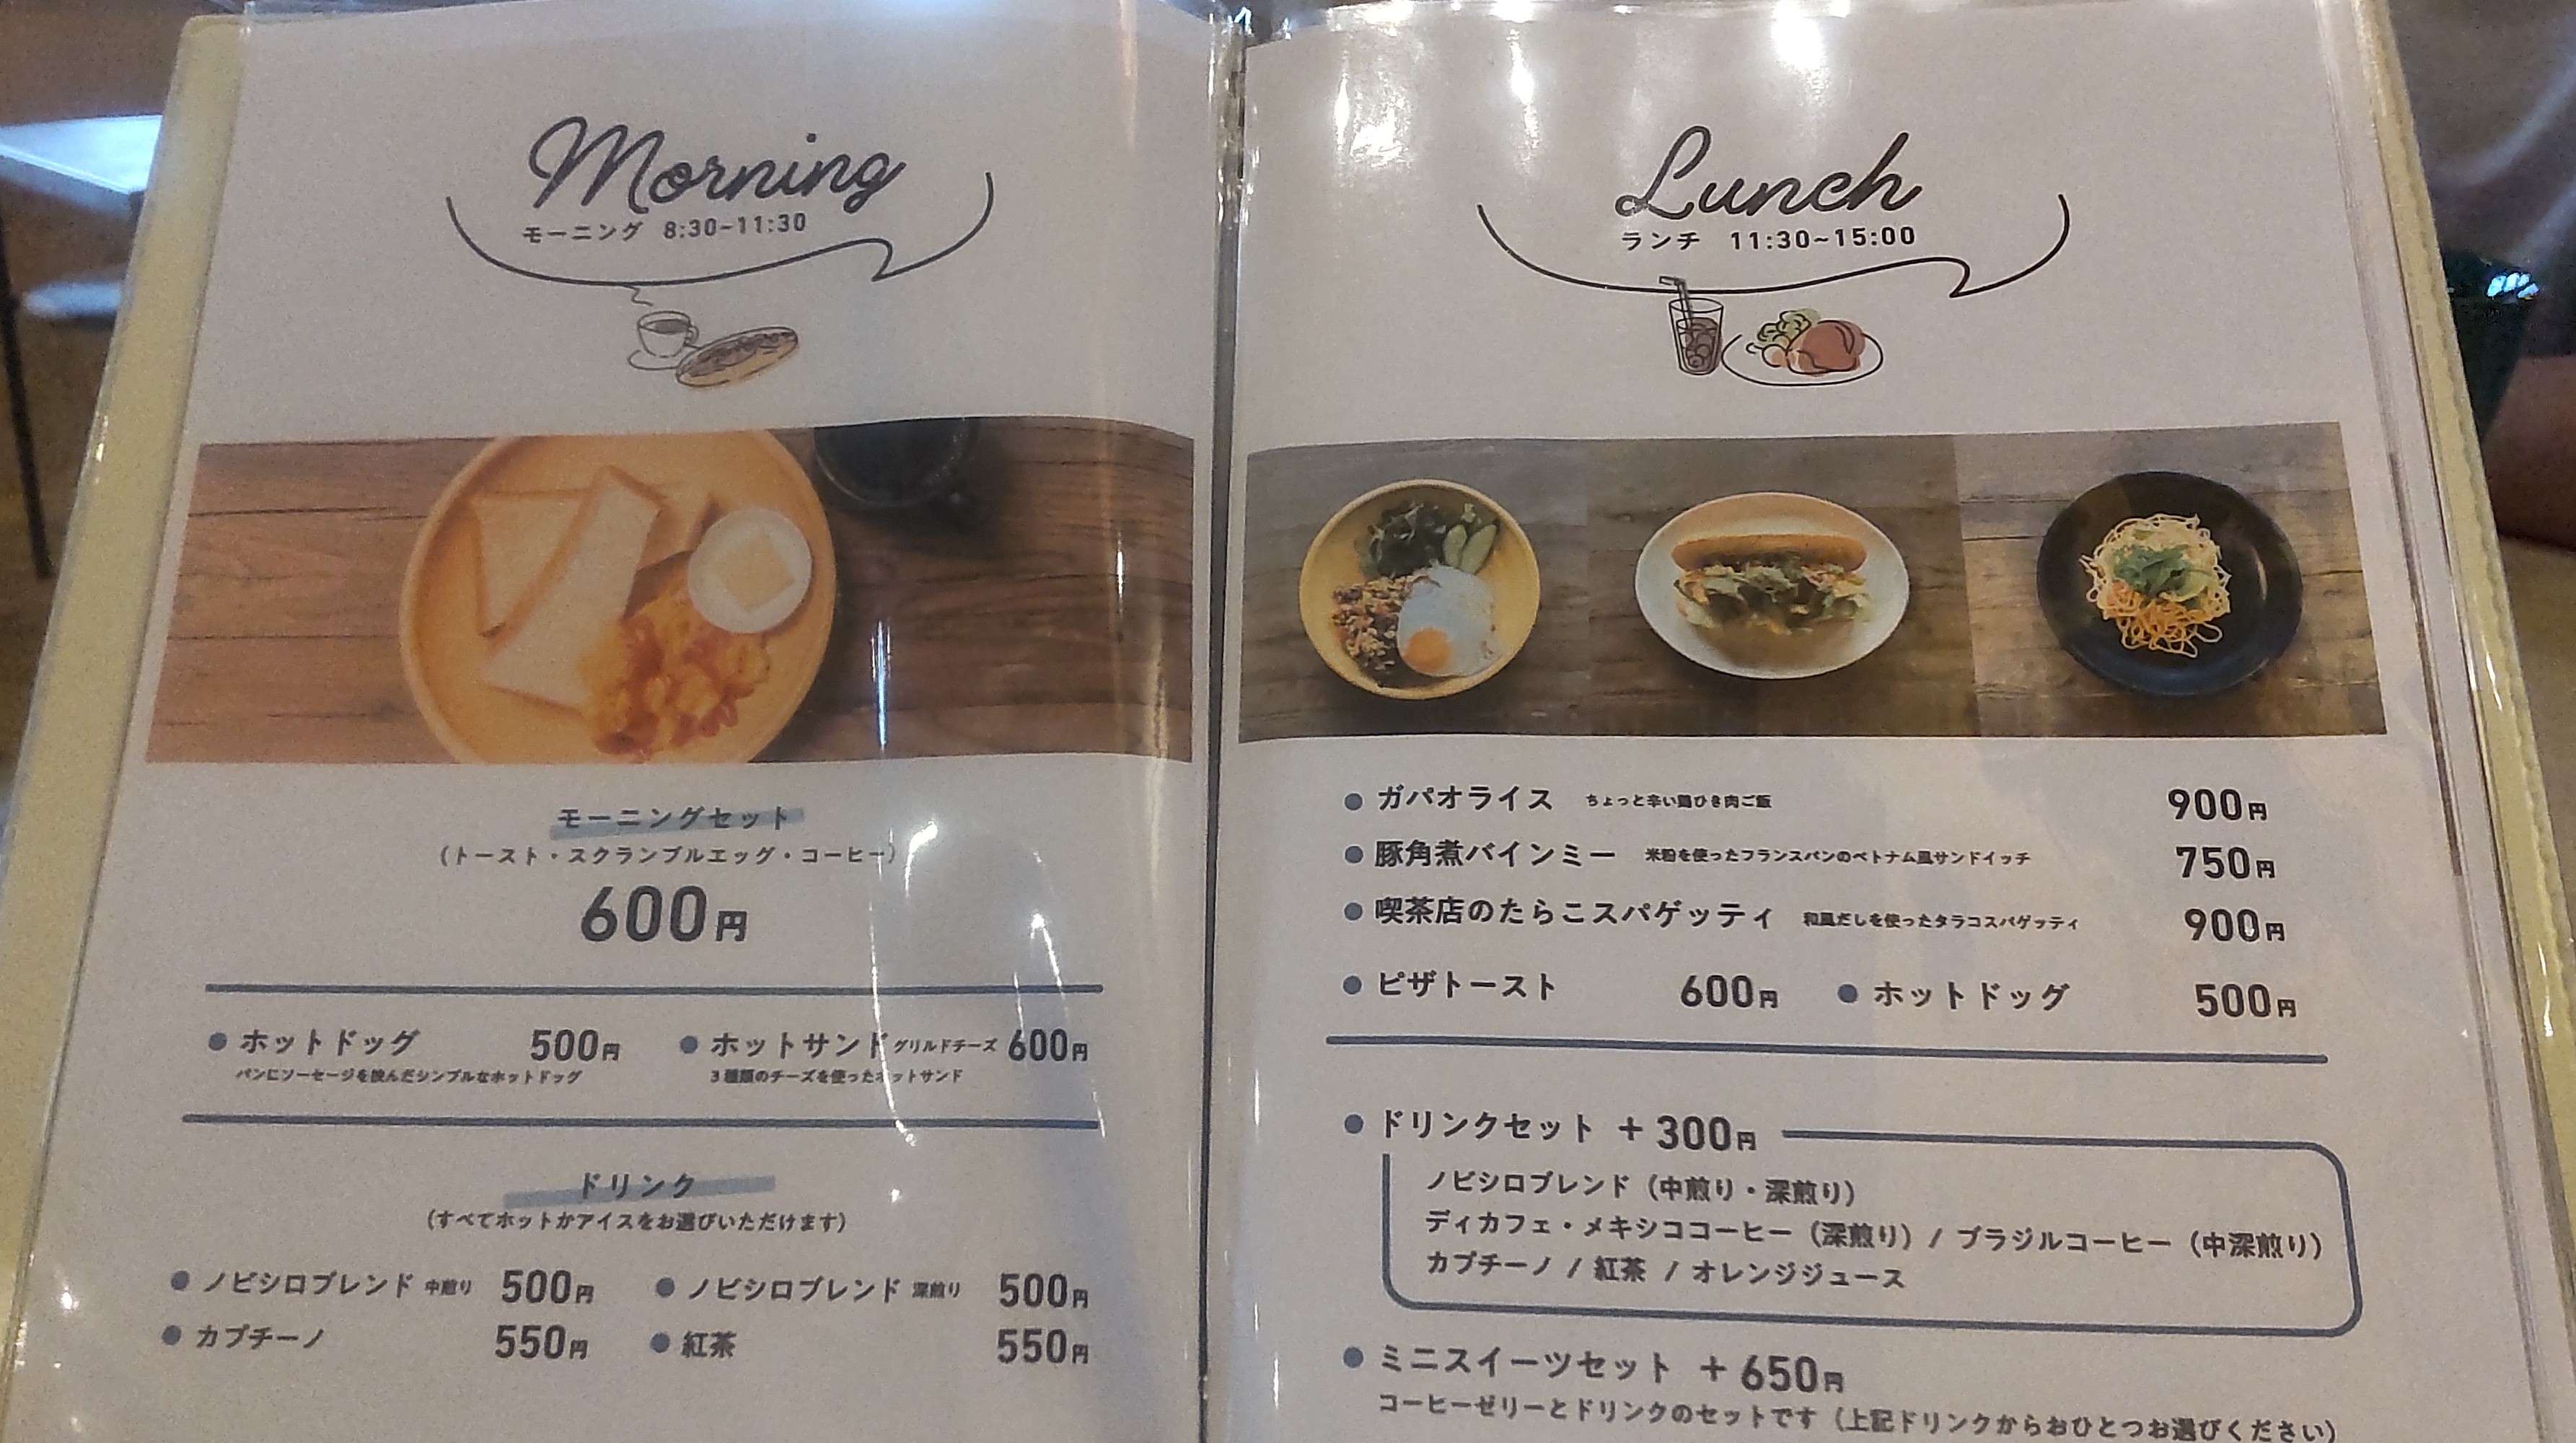 Morning
モーニング 8:30-11:30
モーニングセット
(トースト・スクランブルエッグ・コーヒー)
600円
● ホットドッグ 500円
パンにソーセージを挟んだシンプルなホットドッグ
● ホットサンド グリルドチーズ 600円
3種類のチーズを使ったホットサンド
ドリンク
(すべてホットかアイスをお選びいただけます)
● ノビシロブレンド 中煎り 500円
● ノビシロブレンド 深煎り 500円
● カプチーノ 550円
● 紅茶 550円
Lunch
ランチ 11:30~15:00
● ガパオライス ちょっと辛い鶏ひき肉ご飯 900円
● 豚角煮バインミー 米粉を使ったフランスパンのベトナム風サンドイッチ 750円
● 喫茶店のたらこスパゲッティ 和風だしを使ったタラコスパゲッティ 900円
● ピザトースト 600円 ● ホットドッグ 500円
● ドリンクセット +300円
ノビシロブレンド (中煎り・深煎り)
ディカフェ・メキシココーヒー (深煎り) / ブラジルコーヒー (中深煎り)
カプチーノ / 紅茶 / オレンジジュース
● ミニスイーツセット +650円
コーヒーゼリーとドリンクのセットです (上記ドリンクからおひとつお選びください)